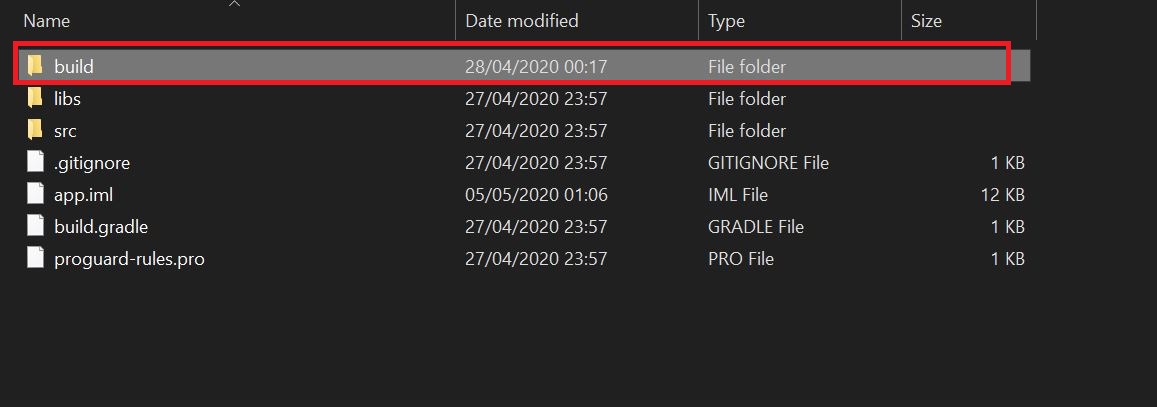 Name Date modified Type Size
build 28/04/2020 00:17 File folder
libs 27/04/2020 23:57 File folder
src 27/04/2020 23:57 File folder
.gitignore 27/04/2020 23:57 GITIGNORE File 1 KB
app.iml 05/05/2020 01:06 IML File 12 KB
build.gradle 27/04/2020 23:57 GRADLE File 1 KB
proguard-rules.pro 27/04/2020 23:57 PRO File 1 KB